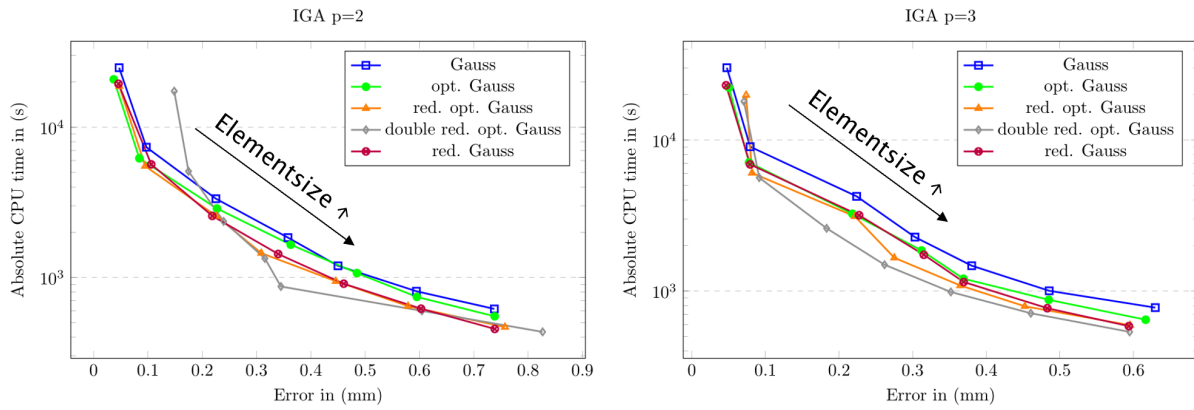 IGA p=2
Absolute CPU time in (s)
10^4
10^3
Gauss
opt. Gauss
red. opt. Gauss
double red. opt. Gauss
red. Gauss
Elementsize ↑
0 0.1 0.2 0.3 0.4 0.5 0.6 0.7 0.8 0.9
Error in (mm)
IGA p=3
Absolute CPU time in (s)
10^4
10^3
Gauss
opt. Gauss
red. opt. Gauss
double red. opt. Gauss
red. Gauss
Elementsize ↑
0 0.1 0.2 0.3 0.4 0.5 0.6
Error in (mm)